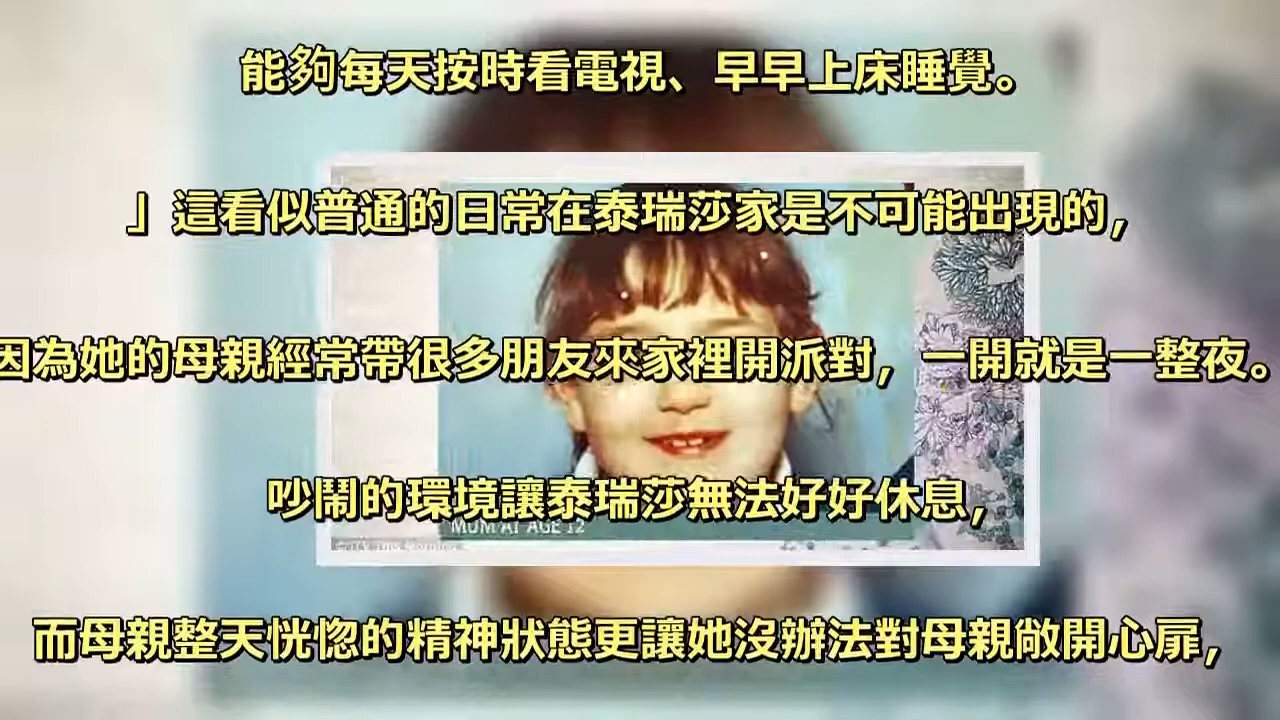 能夠每天按時看電視、早早上床睡覺。
」這看似普通的日常在泰瑞莎家是不可能出現的，
因為她的母親經常帶很多朋友來家裡開派對，一開就是一整夜。
吵鬧的環境讓泰瑞莎無法好好休息，
MUM AT AGE 12
而母親整天恍惚的精神狀態更讓她沒辦法對母親敞開心扉，